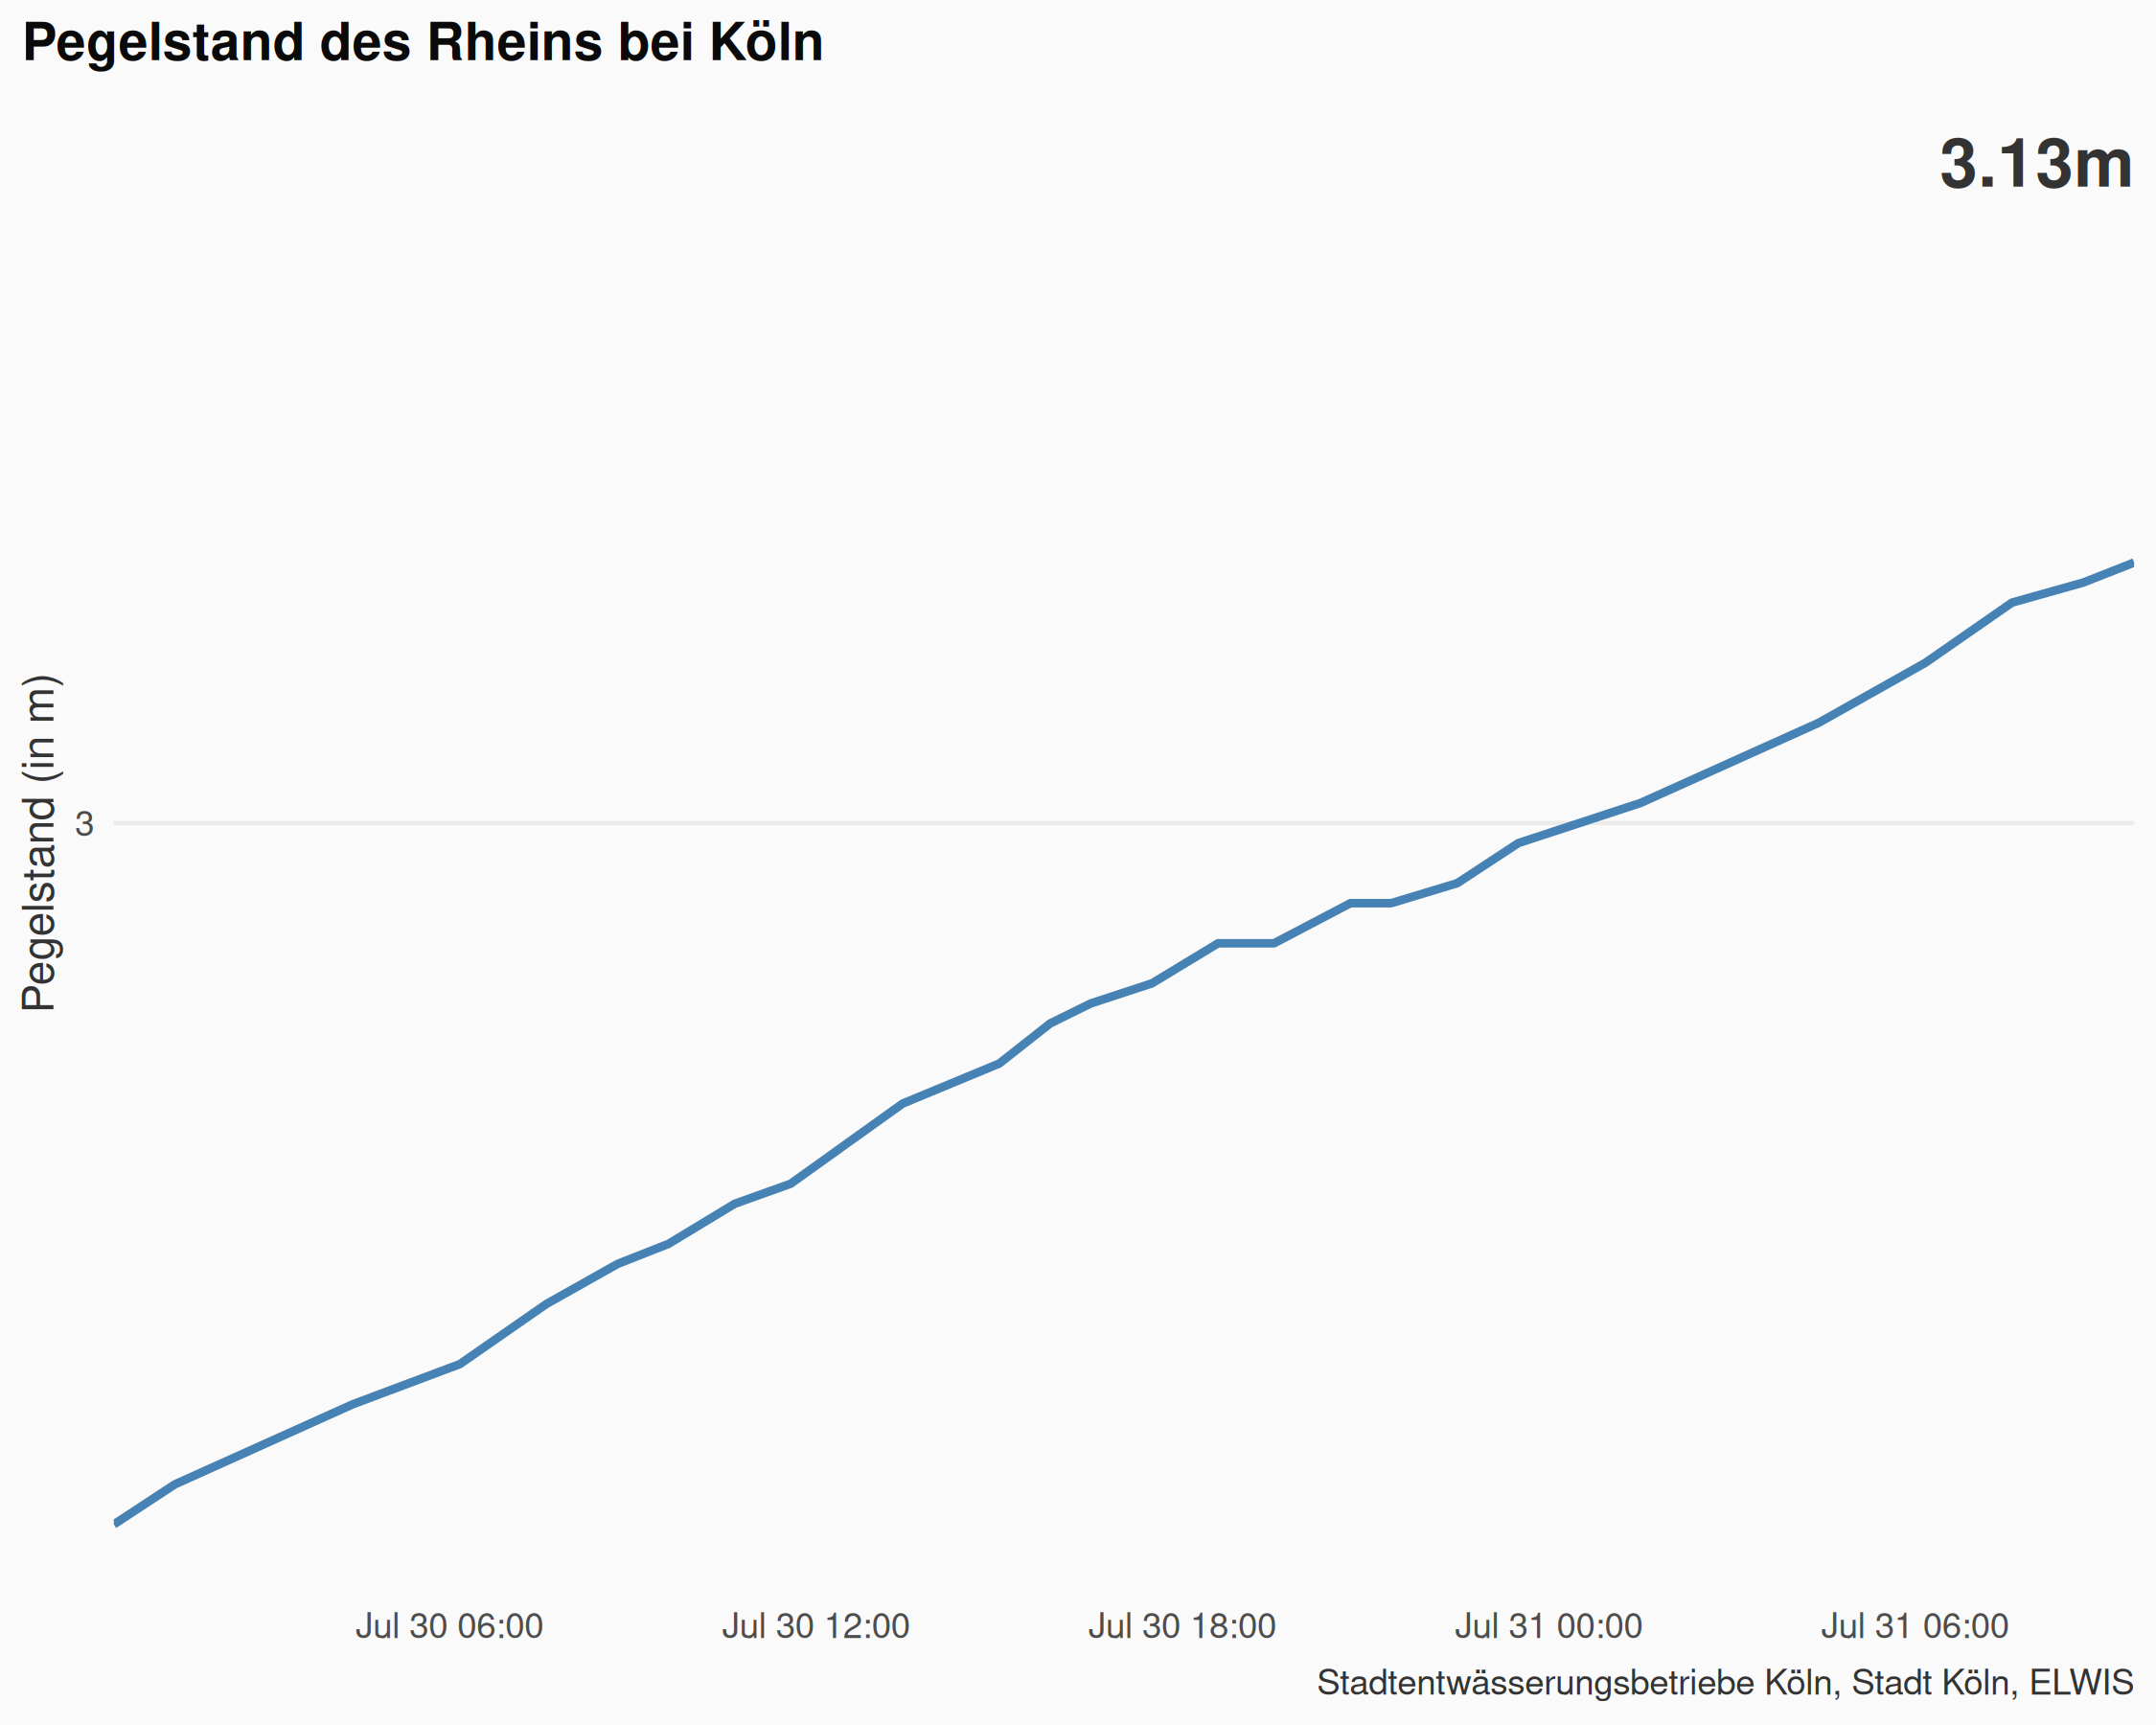 Pegelstand des Rheins bei Köln
3.13m
Pegelstand (in m)
3
Jul 30 06:00 Jul 30 12:00 Jul 30 18:00 Jul 31 00:00 Jul 31 06:00
Stadtentwässerungsbetriebe Köln, Stadt Köln, ELWIS